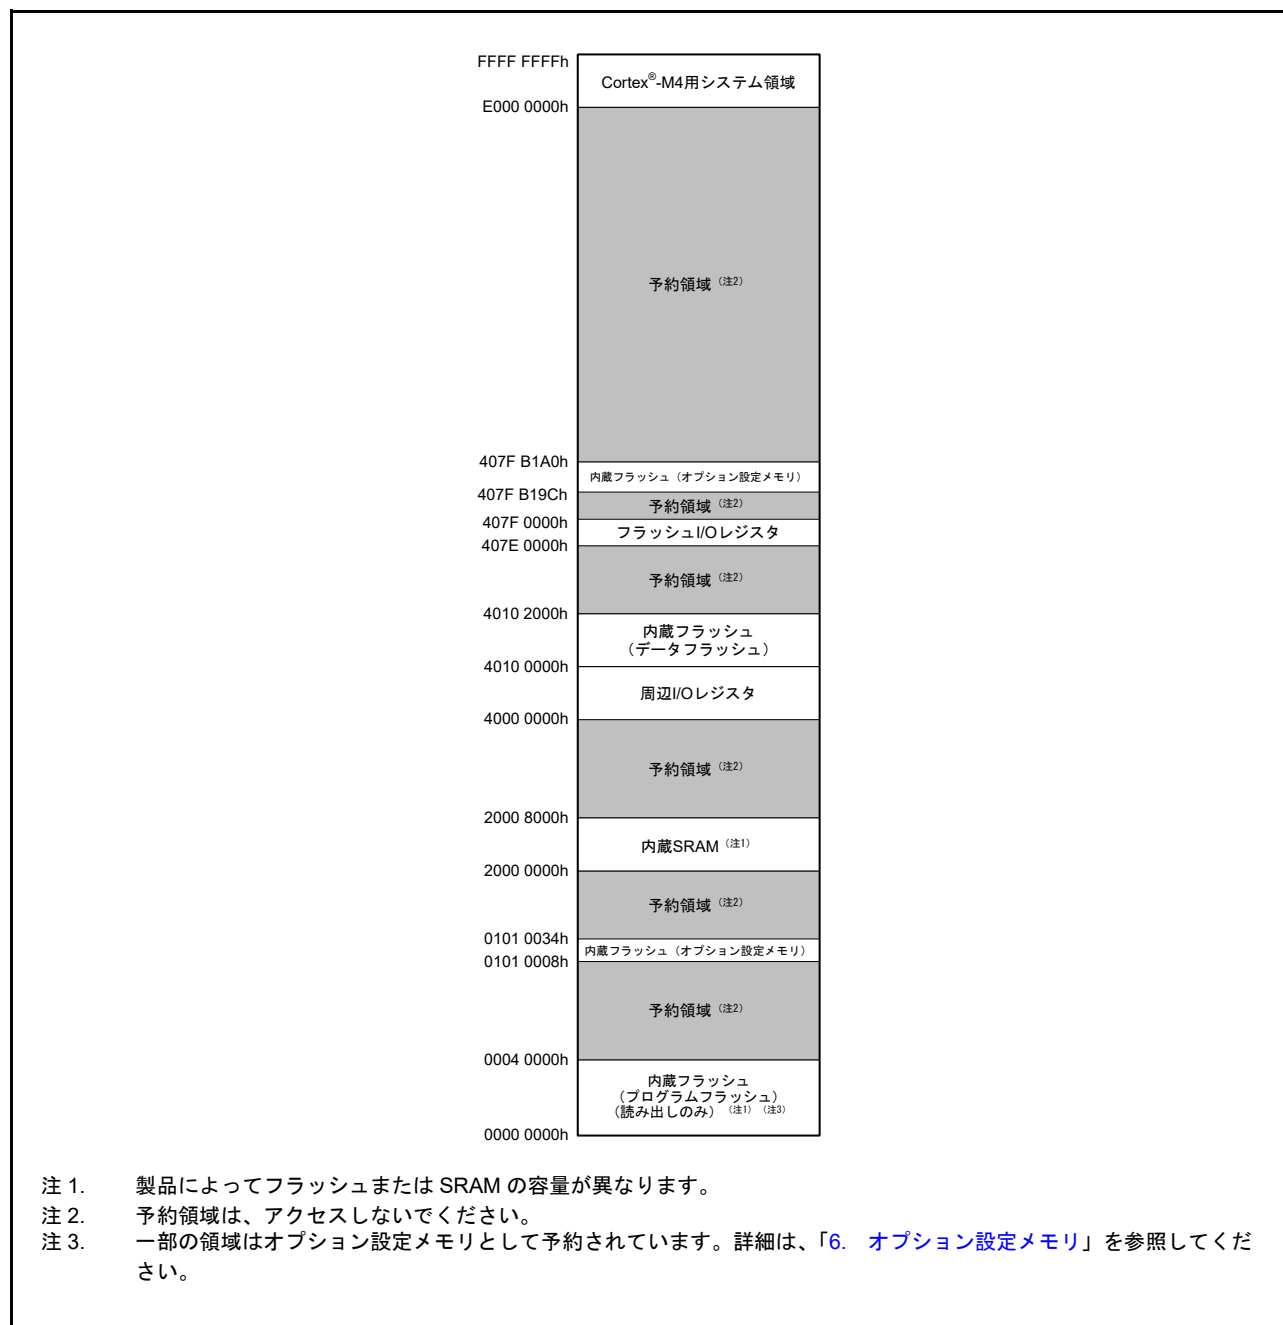 FFFF FFFFh
Cortex®-M4用システム領域
E000 0000h
予約領域（注2）
407F B1A0h
内蔵フラッシュ（オプション設定メモリ）
407F B19Ch
予約領域（注2）
407F 0000h
フラッシュI/Oレジスタ
407E 0000h
予約領域（注2）
4010 2000h
内蔵フラッシュ
（データフラッシュ）
4010 0000h
周辺I/Oレジスタ
4000 0000h
予約領域（注2）
2000 8000h
内蔵SRAM（注1）
2000 0000h
予約領域（注2）
0101 0034h
内蔵フラッシュ（オプション設定メモリ）
0101 0008h
予約領域（注2）
0004 0000h
内蔵フラッシュ
（プログラムフラッシュ）
（読み出しのみ）（注1）（注3）
0000 0000h
注 1. 製品によってフラッシュまたは SRAM の容量が異なります。
注 2. 予約領域は、アクセスしないでください。
注 3. 一部の領域はオプション設定メモリとして予約されています。詳細は、「6. オプション設定メモリ」を参照してくだ
さい。